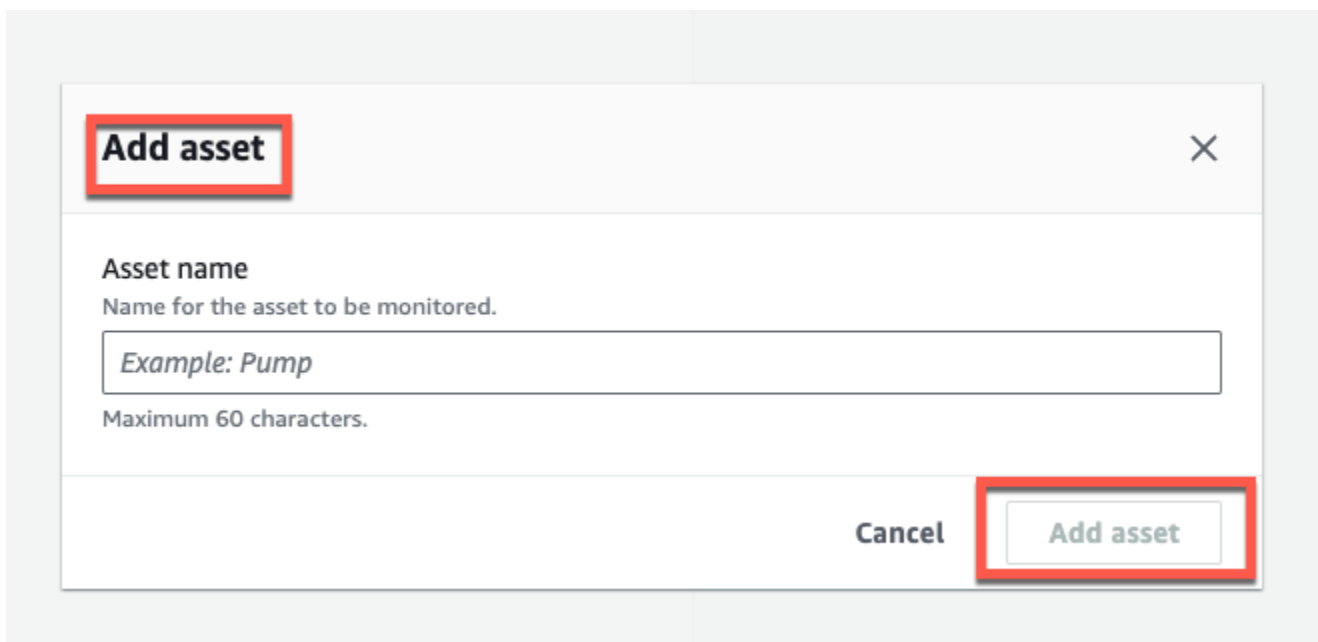 Add asset
Asset name
Name for the asset to be monitored.
Example: Pump
Maximum 60 characters.
Cancel
Add asset